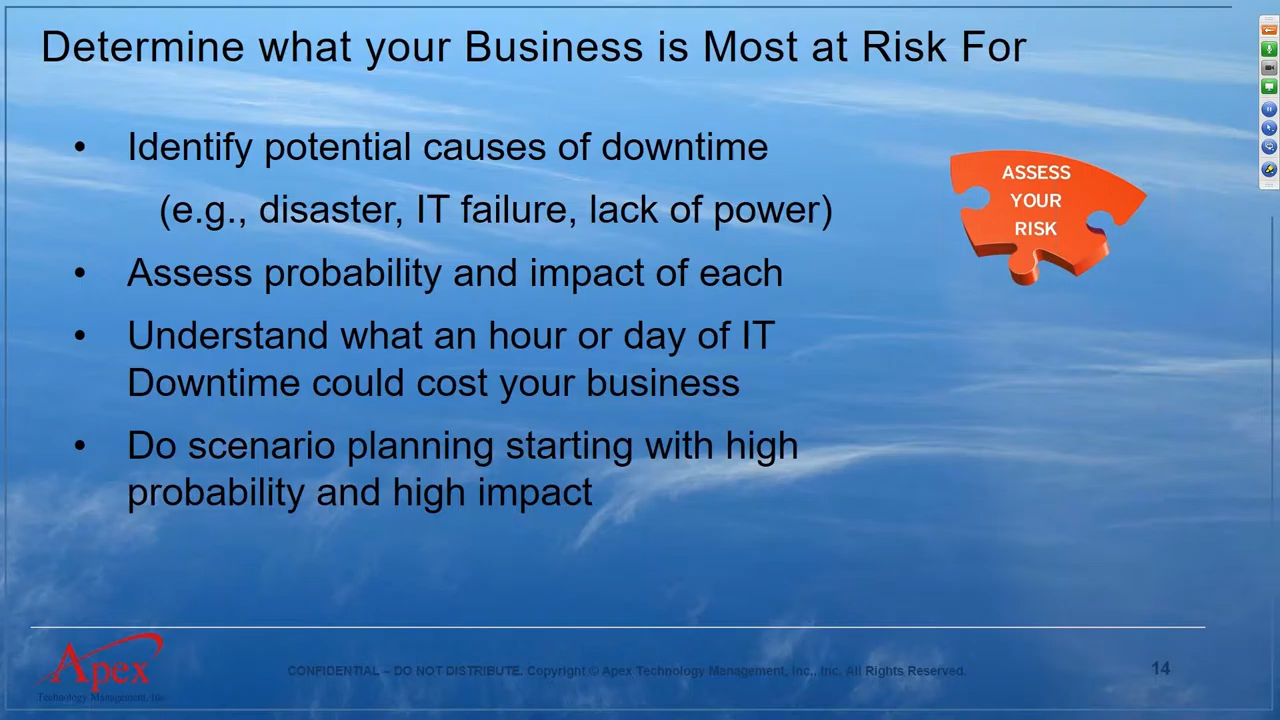 Determine what your Business is Most at Risk For
• Identify potential causes of downtime
(e.g., disaster, IT failure, lack of power)
• Assess probability and impact of each
• Understand what an hour or day of IT
Downtime could cost your business
• Do scenario planning starting with high
probability and high impact
ASSESS
YOUR
RISK
Apex
Technology Management, Inc.
CONFIDENTIAL – DO NOT DISTRIBUTE. Copyright © Apex Technology Management, Inc., Inc. All Rights Reserved.
14